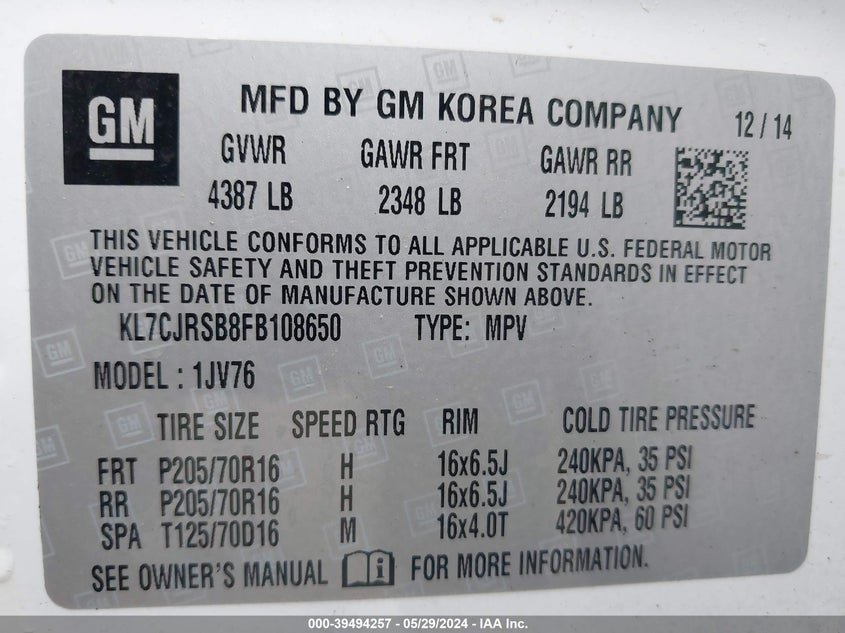 GM MFD BY GM KOREA COMPANY 12 / 14
GVWR GAWR FRT GAWR RR
4387 LB 2348 LB 2194 LB
THIS VEHICLE CONFORMS TO ALL APPLICABLE U.S. FEDERAL MOTOR
VEHICLE SAFETY AND THEFT PREVENTION STANDARDS IN EFFECT
ON THE DATE OF MANUFACTURE SHOWN ABOVE.
KL7CJRSB8FB108650 TYPE: MPV
MODEL : 1JV76
TIRE SIZE SPEED RTG RIM COLD TIRE PRESSURE
FRT P205/70R16 H 16x6.5J 240KPA, 35 PSI
RR P205/70R16 H 16x6.5J 240KPA, 35 PSI
SPA T125/70D16 M 16x4.0T 420KPA, 60 PSI
SEE OWNER'S MANUAL i FOR MORE INFORMATION.
000-39494257 - 05/29/2024 - IAA Inc.